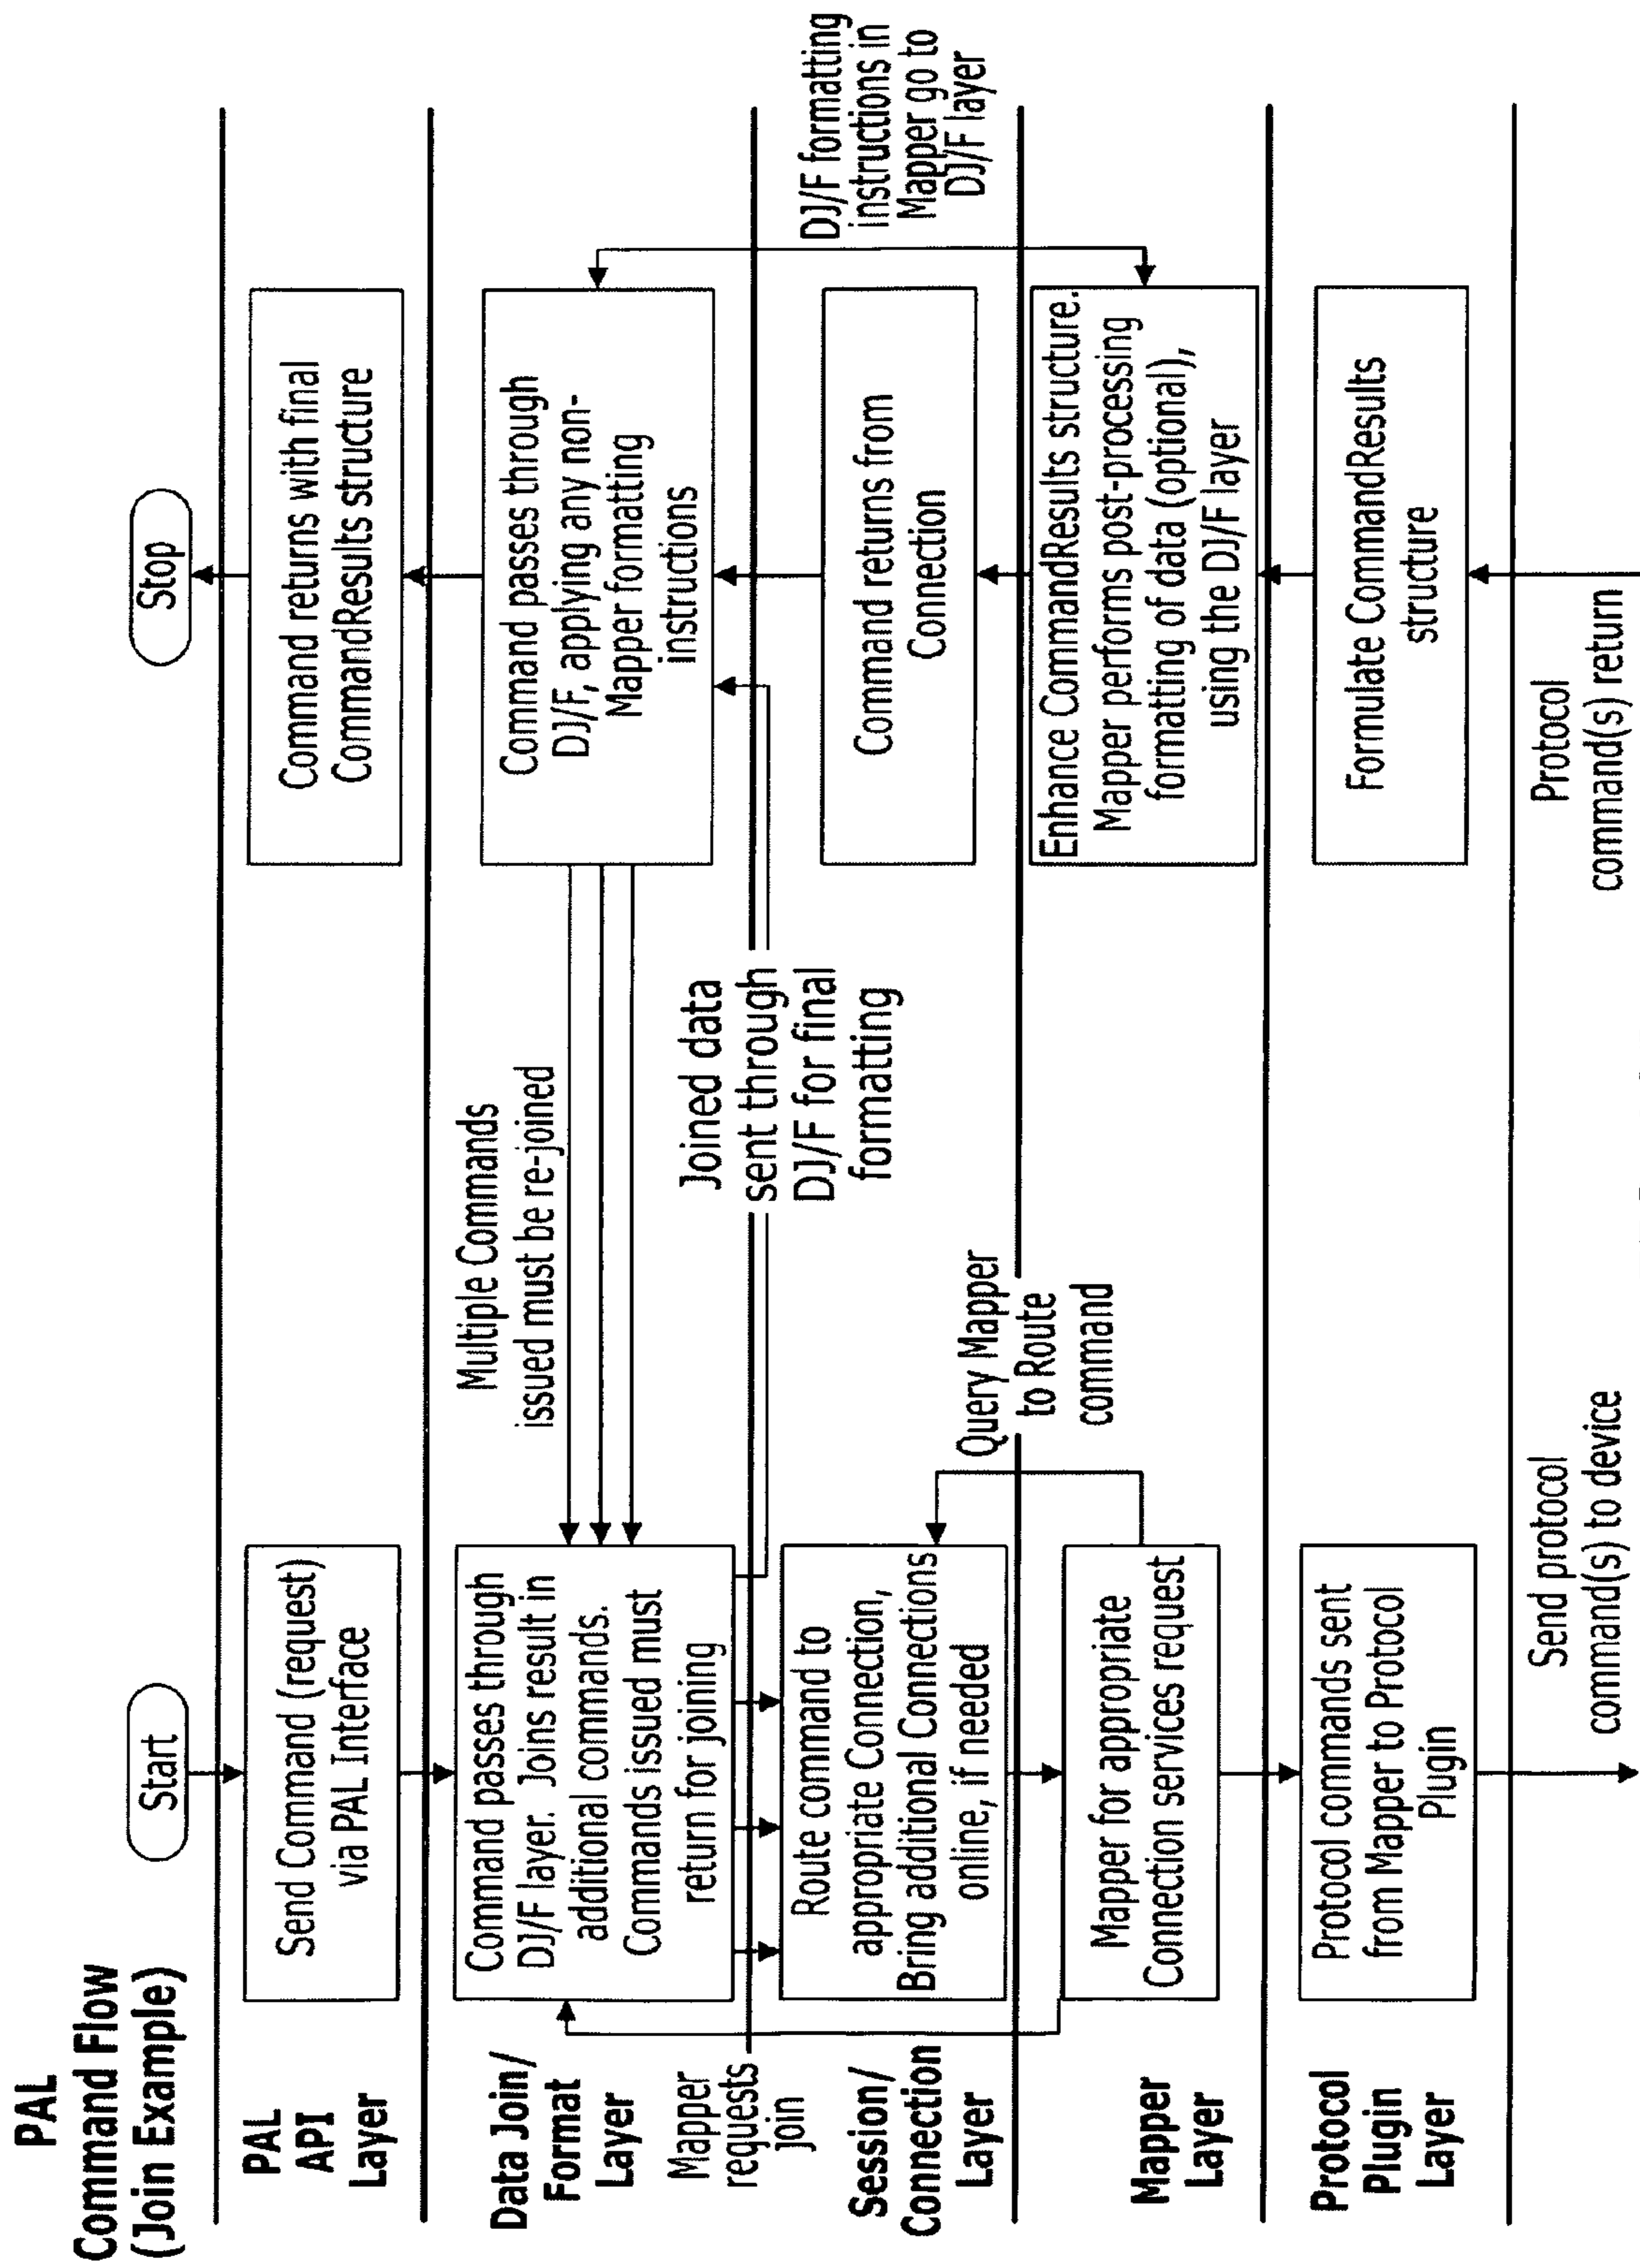 PAL
Command Flow
(Join Example)
Start
Stop
PAL
API
Layer
Send Command (request)
via PAL Interface
Command returns with final
CommandResults structure
Data Join/
Format
Layer
Command passes through
DJ/F layer. Joins result in
additional commands.
Commands issued must
return for joining
Multiple Commands
issued must be re-joined
Command passes through
DJ/F, applying any non-
Mapper formatting
instructions
Mapper
requests
join
Joined data
sent through
DJ/F for final
formatting
DJ/F formatting
instructions in
Mapper go to
DJ/F layer
Session/
Connection
Layer
Route command to
appropriate Connection,
Bring additional Connections
online, if needed
Query Mapper
to Route
command
Command returns from
Connection
Mapper
Layer
Mapper for appropriate
Connection services request
Enhance CommandResults structure.
Mapper performs post-processing
formating of data (optional),
using the DJ/F layer
Protocol
Plugin
Layer
Protocol commands sent
from Mapper to Protocol
Plugin
Formulate CommandResults
structure
Send protocol
command(s) to device
Protocol
command(s) return